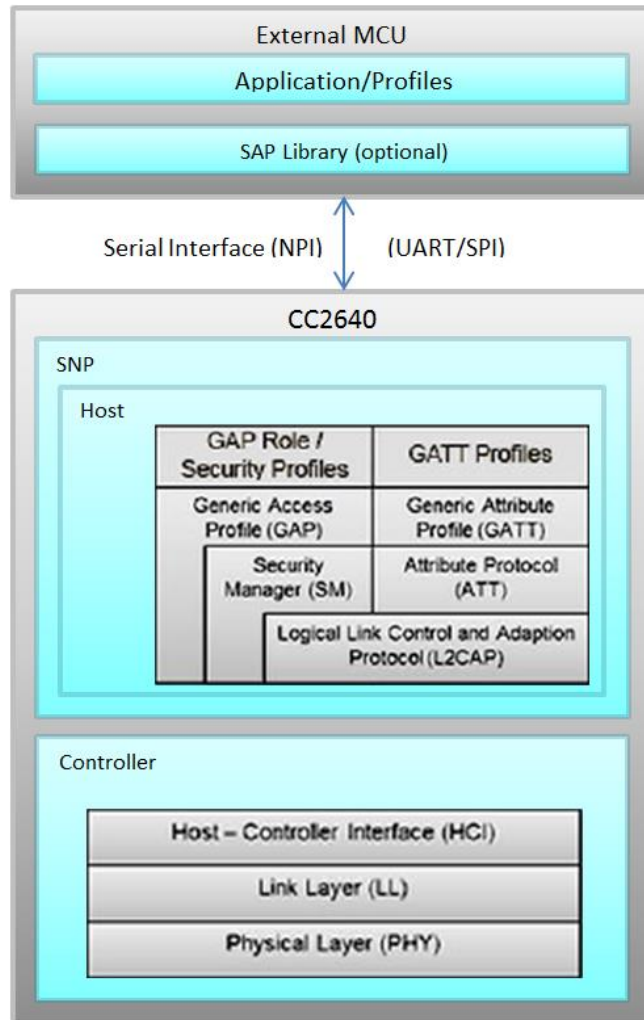 External MCU
Application/Profiles
SAP Library (optional)
Serial Interface (NPI) (UART/SPI)
CC2640
SNP
Host
GAP Role /
Security Profiles
GATT Profiles
Generic Access
Profile (GAP)
Generic Attribute
Profile (GATT)
Security
Manager (SM)
Attribute Protocol
(ATT)
Logical Link Control and Adaption
Protocol (L2CAP)
Controller
Host – Controller Interface (HCI)
Link Layer (LL)
Physical Layer (PHY)